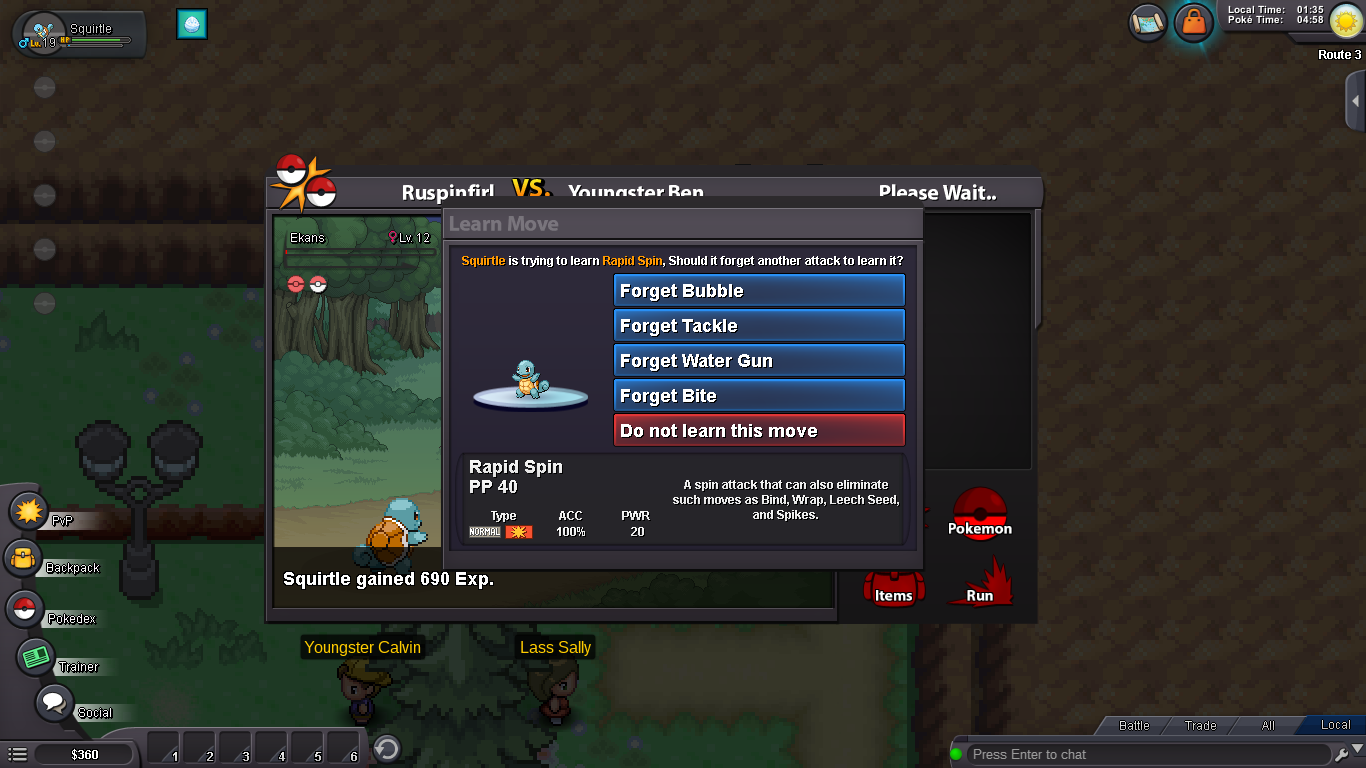 Squirtle
Lv.19 HP
Local Time: 01:35
Poké Time: 04:58
Route 3
Ruspinfirl VS. Youngster Ben
Please Wait..
Learn Move
Ekans Lv. 12
Squirtle is trying to learn Rapid Spin, Should it forget another attack to learn it?
Forget Bubble
Forget Tackle
Forget Water Gun
Forget Bite
Do not learn this move
Rapid Spin
PP 40
Type ACC PWR
NORMAL 100% 20
A spin attack that can also eliminate
such moves as Bind, Wrap, Leech Seed,
and Spikes.
Squirtle gained 690 Exp.
Pokemon
Items
Run
PvP
Backpack
Pokedex
Trainer
Social
Youngster Calvin
Lass Sally
$360
1 2 3 4 5 6
Battle Trade All Local
Press Enter to chat